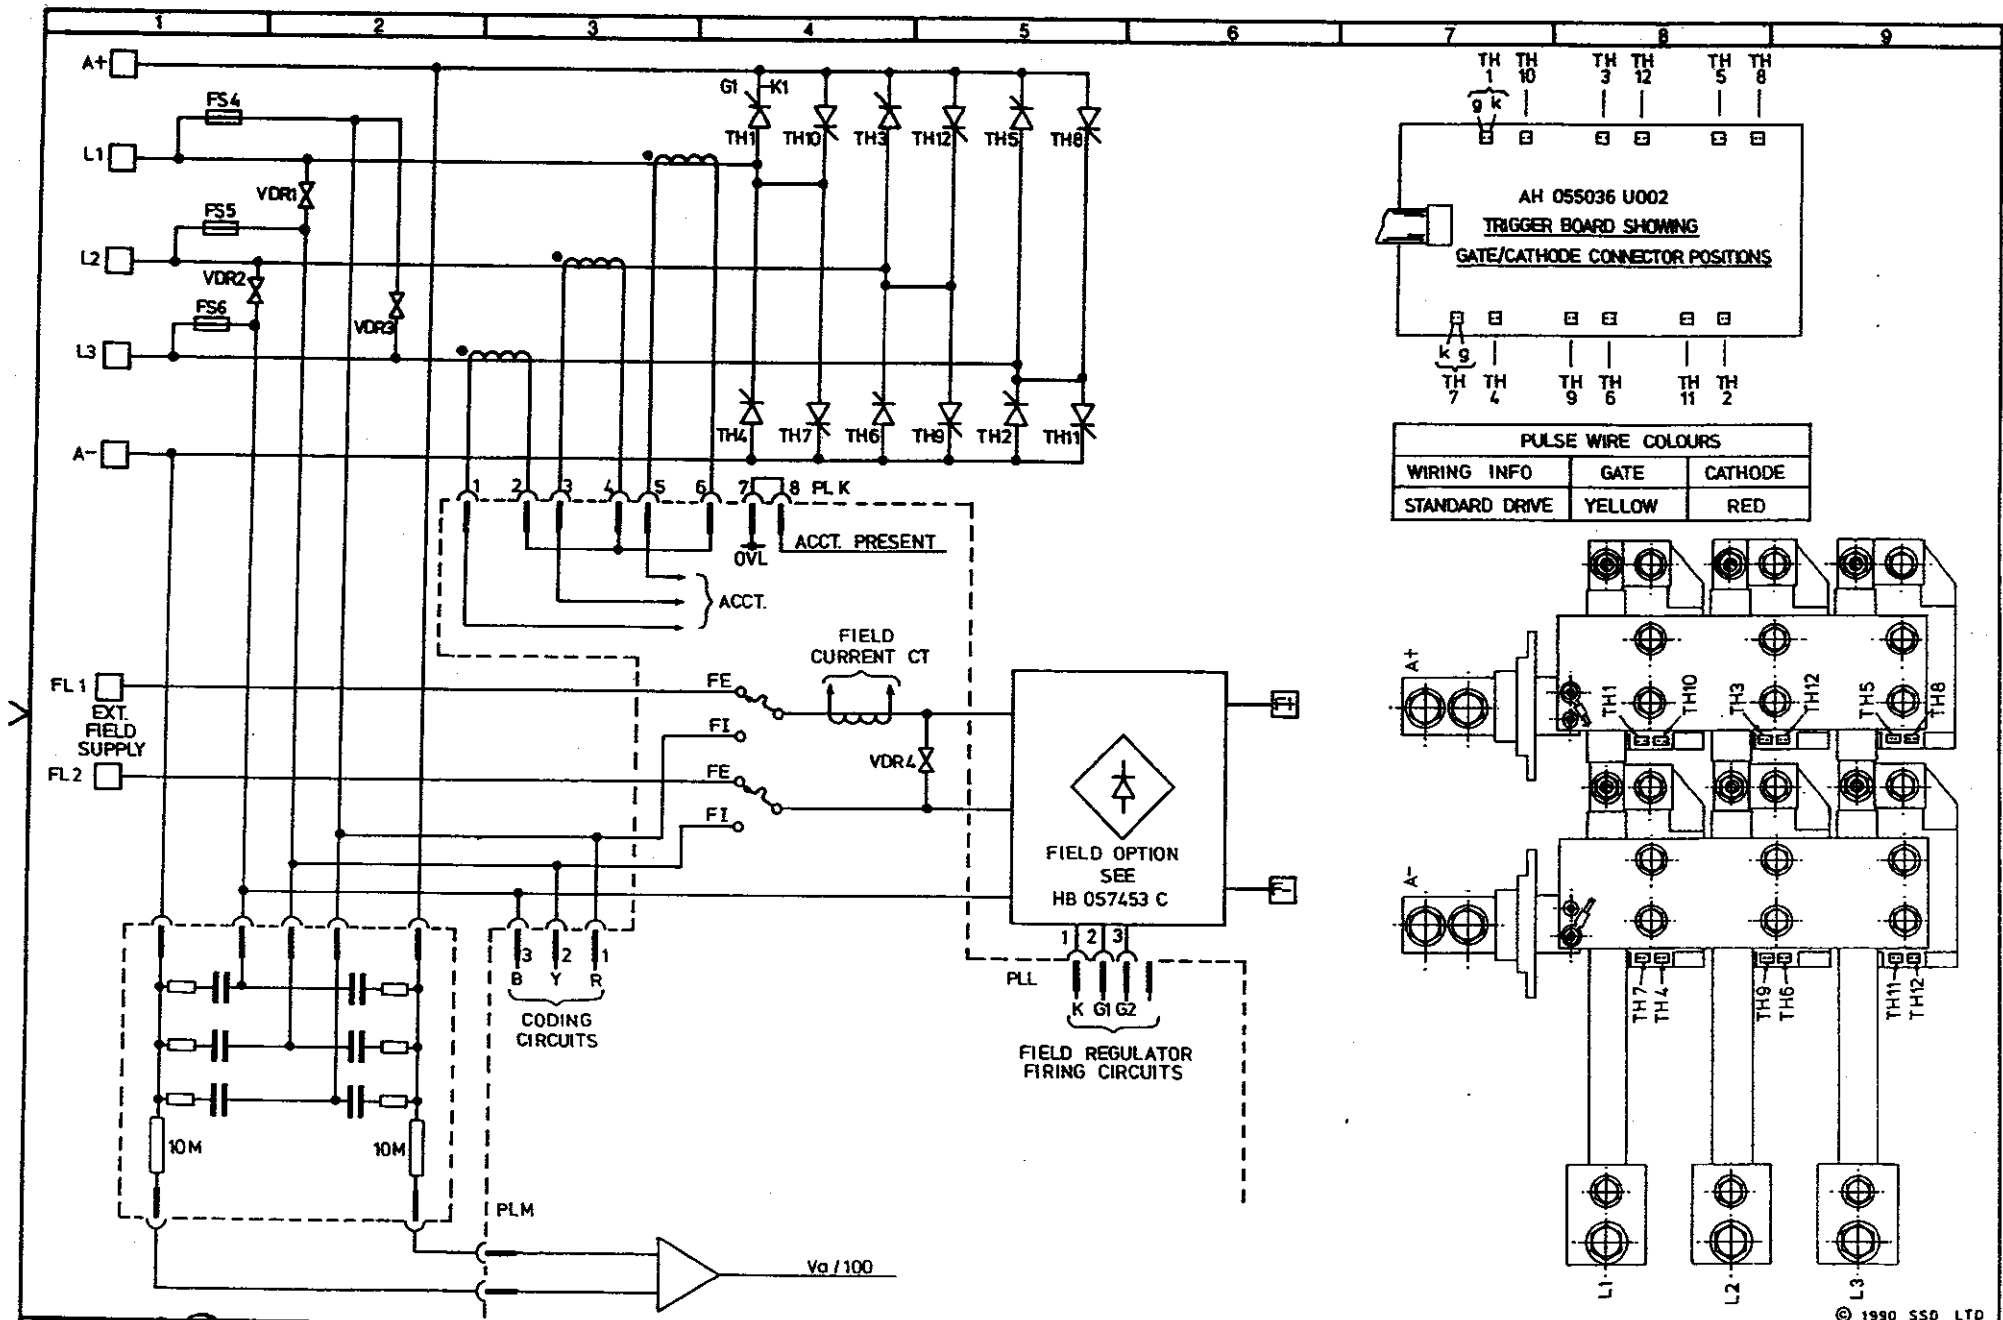 1 2 3 4 5 6 7 8 9
A+
FS4
L1
VDR1
FS5
L2
VDR2
FS6
VDR3
L3
A-
G1 K1
TH1 TH10 TH3 TH12 TH5 TH8
TH4 TH7 TH6 TH9 TH2 TH11
1 2 3 4 5 6 7 8 PLK
OVL
ACCT. PRESENT
ACCT.
FIELD
CURRENT CT
FL1
EXT.
FIELD
SUPPLY
FL2
FE
FI
FE
FI
VDR4
FIELD OPTION
SEE
HB 057453 C
1 2 3
PLL
K G1 G2
FIELD REGULATOR
FIRING CIRCUITS
3 2 1
B Y R
CODING
CIRCUITS
10M 10M
PLM
Va/100
TH TH TH TH TH TH
1 10 3 12 5 8
g k
AH 055036 U002
TRIGGER BOARD SHOWING
GATE/CATHODE CONNECTOR POSITIONS
k g
TH TH TH TH TH TH
7 4 9 6 11 2
PULSE WIRE COLOURS
WIRING INFO GATE CATHODE
STANDARD DRIVE YELLOW RED
A+
TH1 TH10 TH3 TH12 TH5 TH8
A-
TH7 TH4 TH9 TH6 TH11 TH12
L1 L2 L3
© 1990 SSD LTD